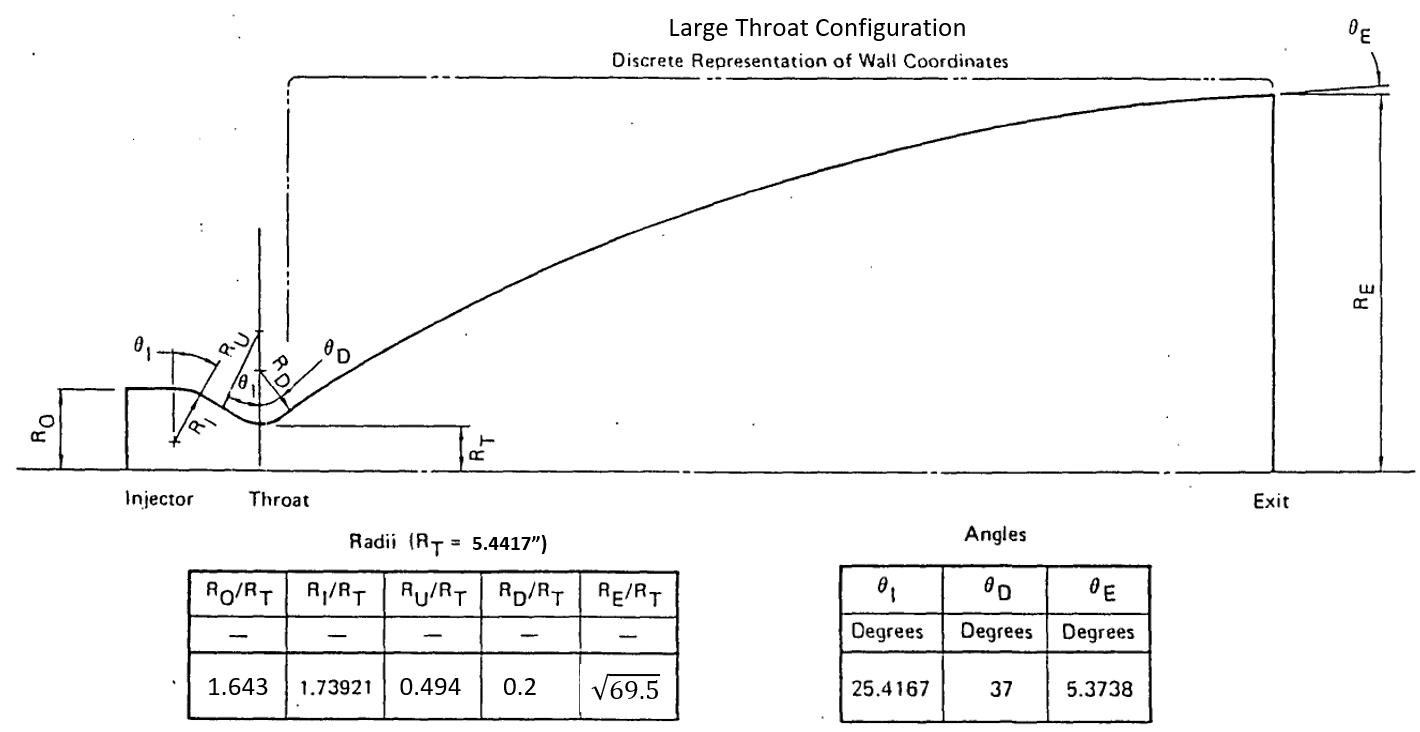 Large Throat Configuration
Discrete Representation of Wall Coordinates
θE
θI
RU
RD
θD
θI
RI
RO
RT
RE
Injector
Throat
Exit
Radii (RT = 5.4417”)
RO/RT RI/RT RU/RT RD/RT RE/RT
— — — — —
1.643 1.73921 0.494 0.2 √69.5
Angles
θI θD θE
Degrees Degrees Degrees
25.4167 37 5.3738